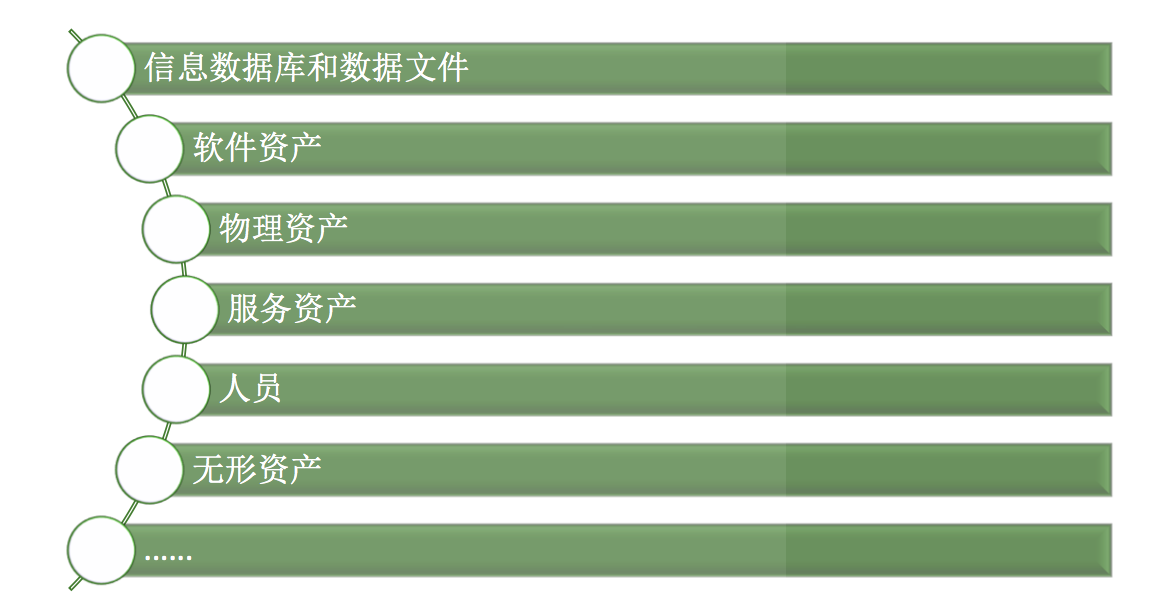 信息数据库和数据文件
软件资产
物理资产
服务资产
人员
无形资产
……